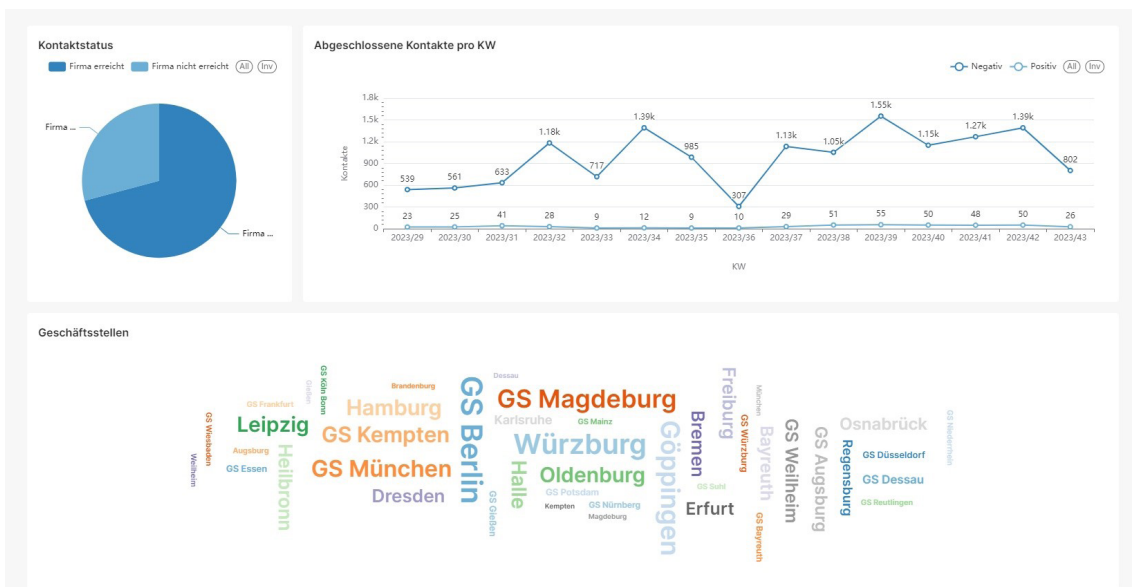 Kontaktstatus
Firma erreicht Firma nicht erreicht All Inv
Firma ...
Firma ...
Abgeschlossene Kontakte pro KW
Negativ Positiv All Inv
Kontakte
1.8k
1.5k
1.2k
900
600
300
0
539 561 633 1.18k 717 1.39k 985 307 1.13k 1.05k 1.55k 1.15k 1.27k 1.39k 802
23 25 41 28 9 12 9 10 29 51 55 50 48 50 26
2023/29 2023/30 2023/31 2023/32 2023/33 2023/34 2023/35 2023/36 2023/37 2023/38 2023/39 2023/40 2023/41 2023/42 2023/43
KW
Geschäftsstellen
GS Wiesbaden
Weilheim
GS Frankfort
Leipzig
Augsburg
GS Essen
Heilbronn
Gießen
GS Köln Bonn
Brandenburg
Hamburg
GS Kempten
GS München
Dresden
GS Berlin
Dessau
GS Magdeburg
Karlsruhe
GS Mainz
Würzburg
Halle
Oldenburg
GS Gießen
GS Potsdam
Kempten
GS Nürnberg
Magdeburg
Göppingen
Bremen
GS Suhl
Erfurt
Freiburg
München
GS Würzburg
Bayreuth
GS Bayreuth
GS Weilheim
GS Augsburg
Osnabrück
Regensburg
GS Düsseldorf
GS Dessau
GS Reutlingen
GS Niederrhein